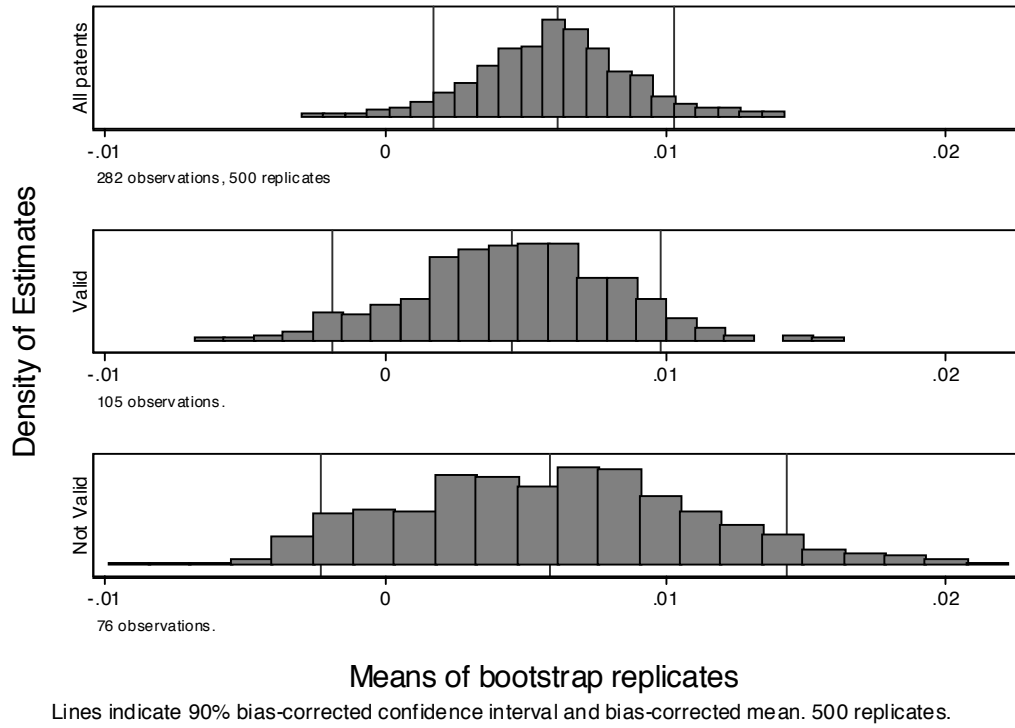 Density of Estimates
All patents
-.01 0 .01 .02
282 observations, 500 replicates
Valid
-.01 0 .01 .02
105 observations.
Not Valid
-.01 0 .01 .02
76 observations.
Means of bootstrap replicates
Lines indicate 90% bias-corrected confidence interval and bias-corrected mean. 500 replicates.